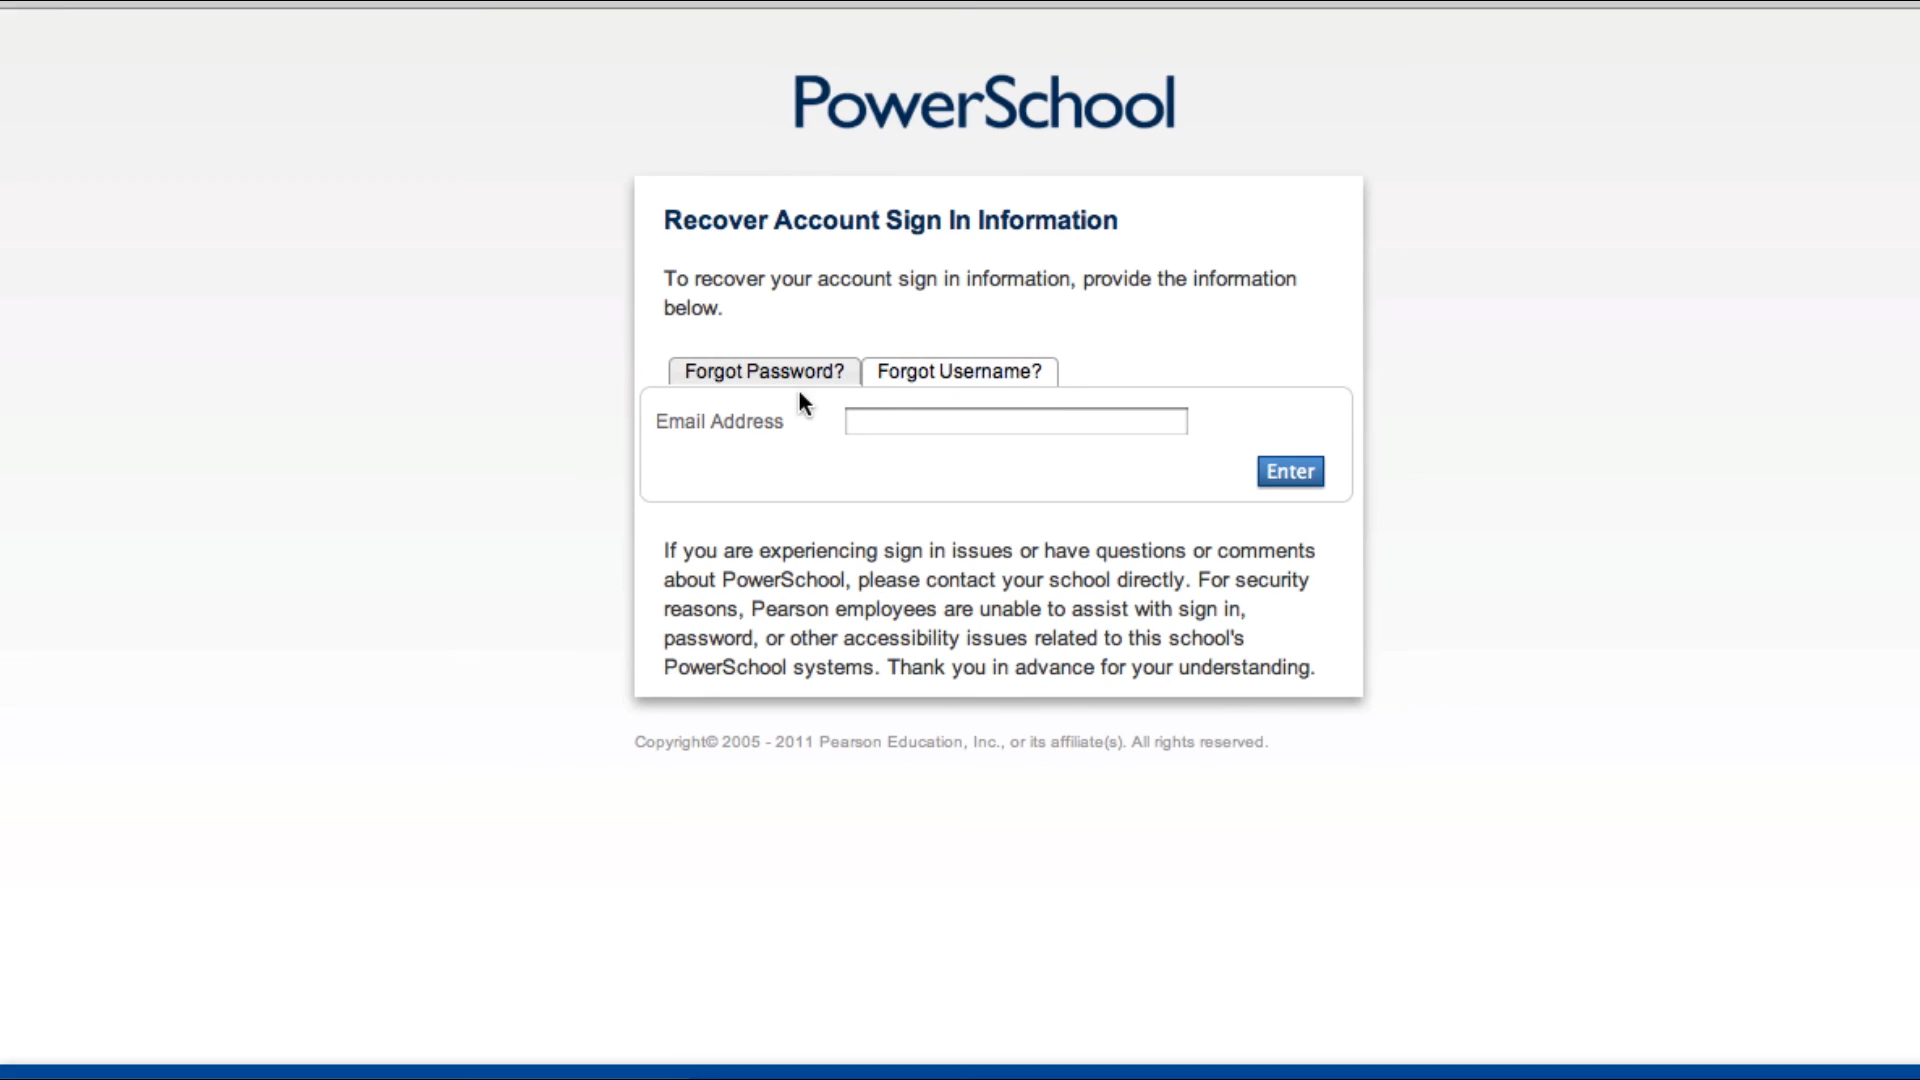 PowerSchool
Recover Account Sign In Information
To recover your account sign in information, provide the information
below.
Forgot Password? Forgot Username?
Email Address
Enter
If you are experiencing sign in issues or have questions or comments
about PowerSchool, please contact your school directly. For security
reasons, Pearson employees are unable to assist with sign in,
password, or other accessibility issues related to this school's
PowerSchool systems. Thank you in advance for your understanding.
Copyright© 2005 - 2011 Pearson Education, Inc., or its affiliate(s). All rights reserved.